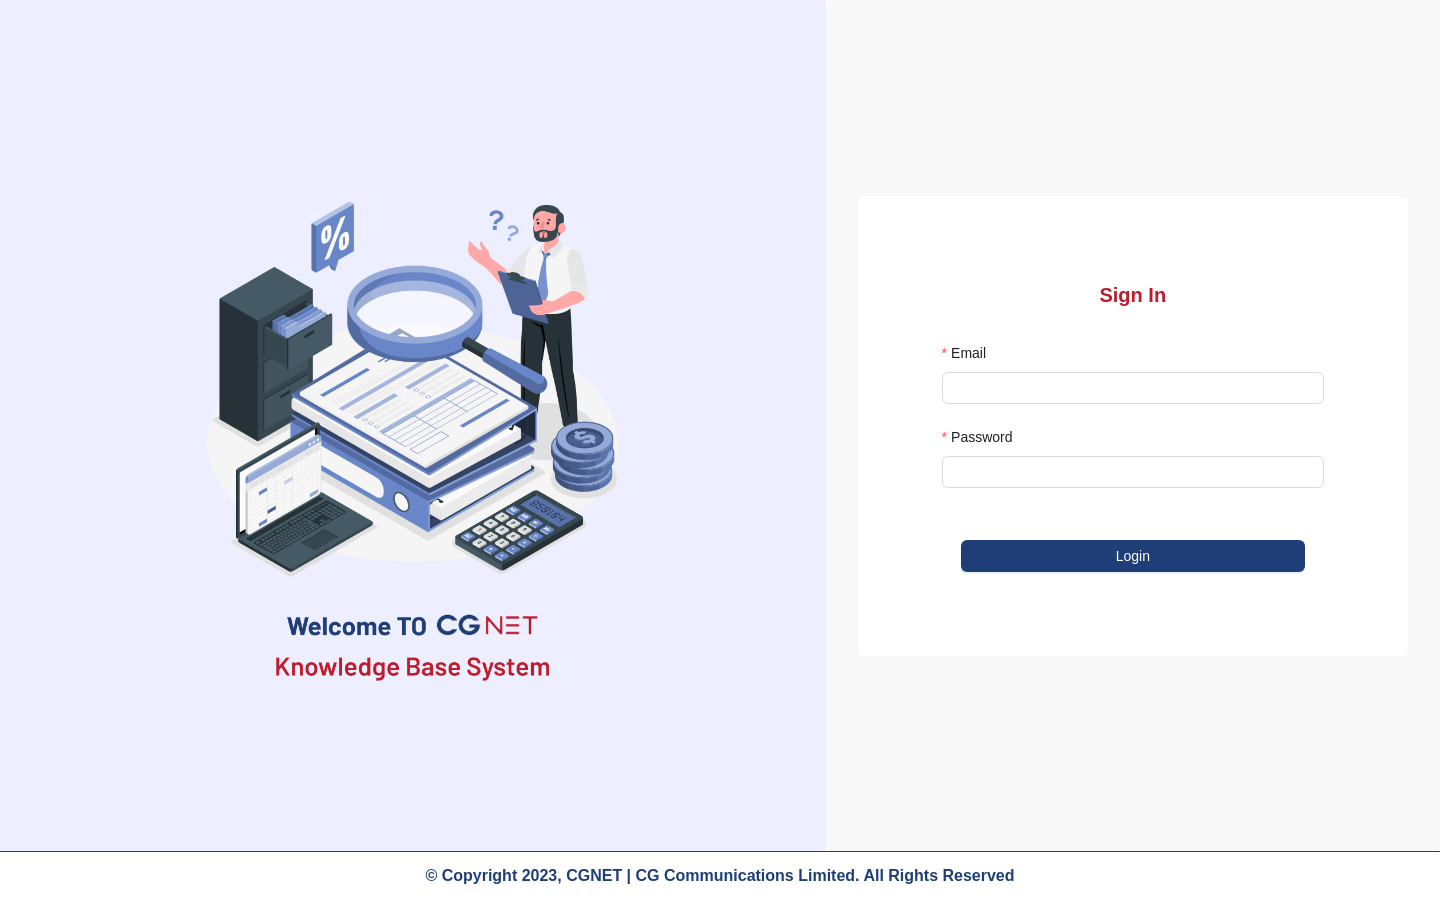 %
? ?
$
Welcome TO CGNET
Knowledge Base System
Sign In
* Email
* Password
Login
© Copyright 2023, CGNET | CG Communications Limited. All Rights Reserved